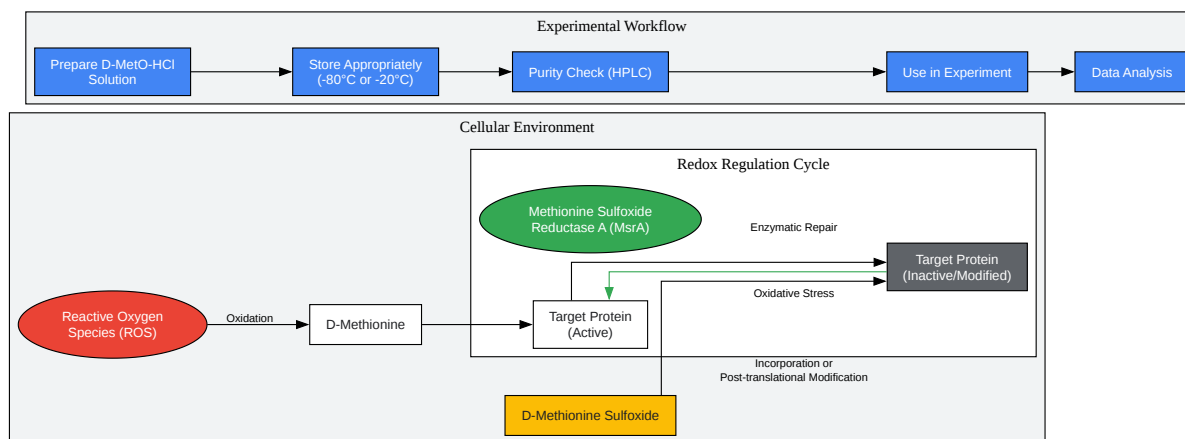 Experimental Workflow
Prepare D-MetO-HCl
Solution
Store Appropriately
(-80°C or -20°C)
Purity Check (HPLC)
Use in Experiment
Data Analysis
Cellular Environment
Redox Regulation Cycle
Methionine Sulfoxide
Reductase A (MsrA)
Enzymatic Repair
Target Protein
(Inactive/Modified)
Oxidative Stress
Reactive Oxygen
Species (ROS)
Oxidation
D-Methionine
Target Protein
(Active)
Incorporation or
Post-translational Modification
D-Methionine Sulfoxide